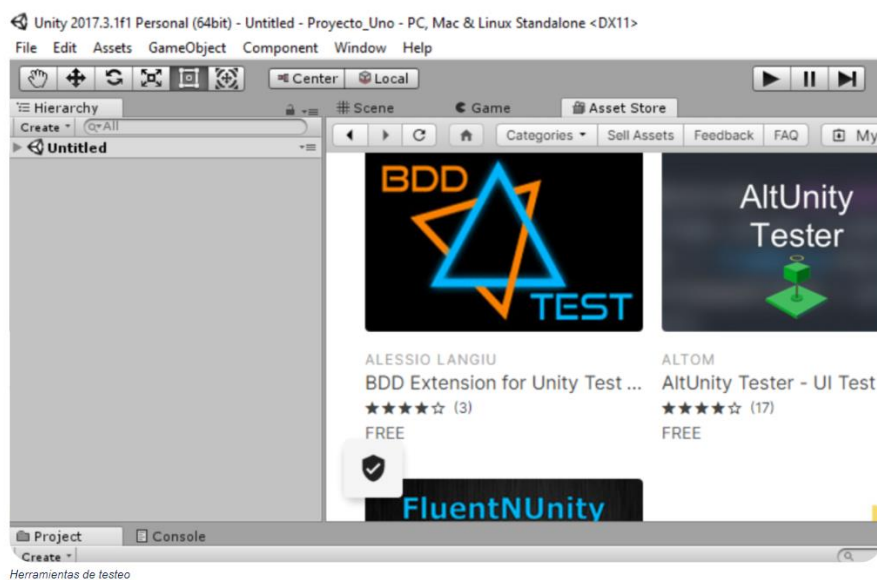 Unity 2017.3.1f1 Personal (64bit) - Untitled - Proyecto_Uno - PC, Mac & Linux Standalone <DX11>
File Edit Assets GameObject Component Window Help
Center Local
Hierarchy
Create All
Untitled
Scene Game Asset Store
Categories Sell Assets Feedback FAQ My
BDD
TEST
AltUnity
Tester
ALESSIO LANGIU
BDD Extension for Unity Test ...
(3)
FREE
ALTOM
AltUnity Tester - UI Test
(17)
FREE
FluentNUnity
Project Console
Create
Herramientas de testeo